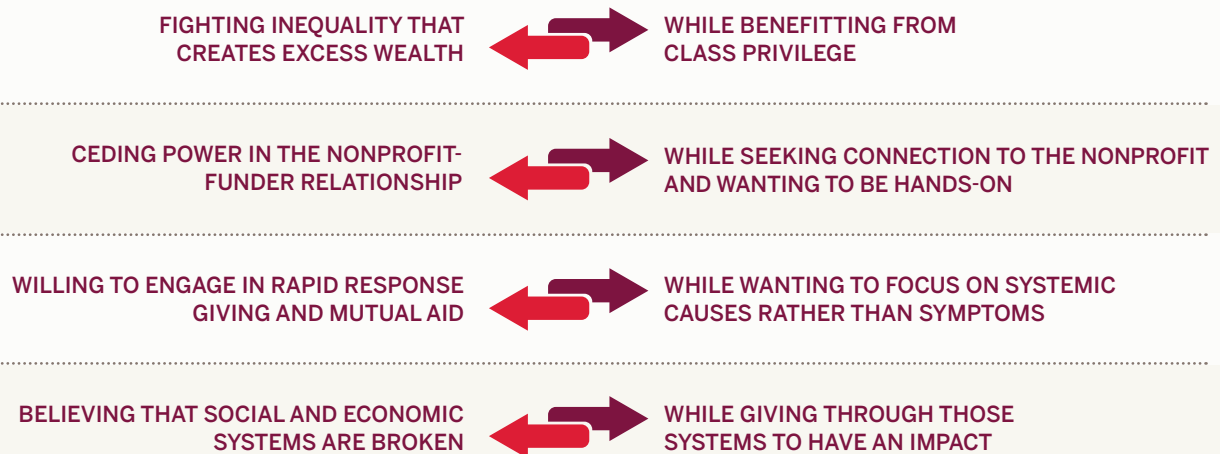 FIGHTING INEQUALITY THAT
CREATES EXCESS WEALTH
WHILE BENEFITTING FROM
CLASS PRIVILEGE
CEDING POWER IN THE NONPROFIT-
FUNDER RELATIONSHIP
WHILE SEEKING CONNECTION TO THE NONPROFIT
AND WANTING TO BE HANDS-ON
WILLING TO ENGAGE IN RAPID RESPONSE
GIVING AND MUTUAL AID
WHILE WANTING TO FOCUS ON SYSTEMIC
CAUSES RATHER THAN SYMPTOMS
BELIEVING THAT SOCIAL AND ECONOMIC
SYSTEMS ARE BROKEN
WHILE GIVING THROUGH THOSE
SYSTEMS TO HAVE AN IMPACT